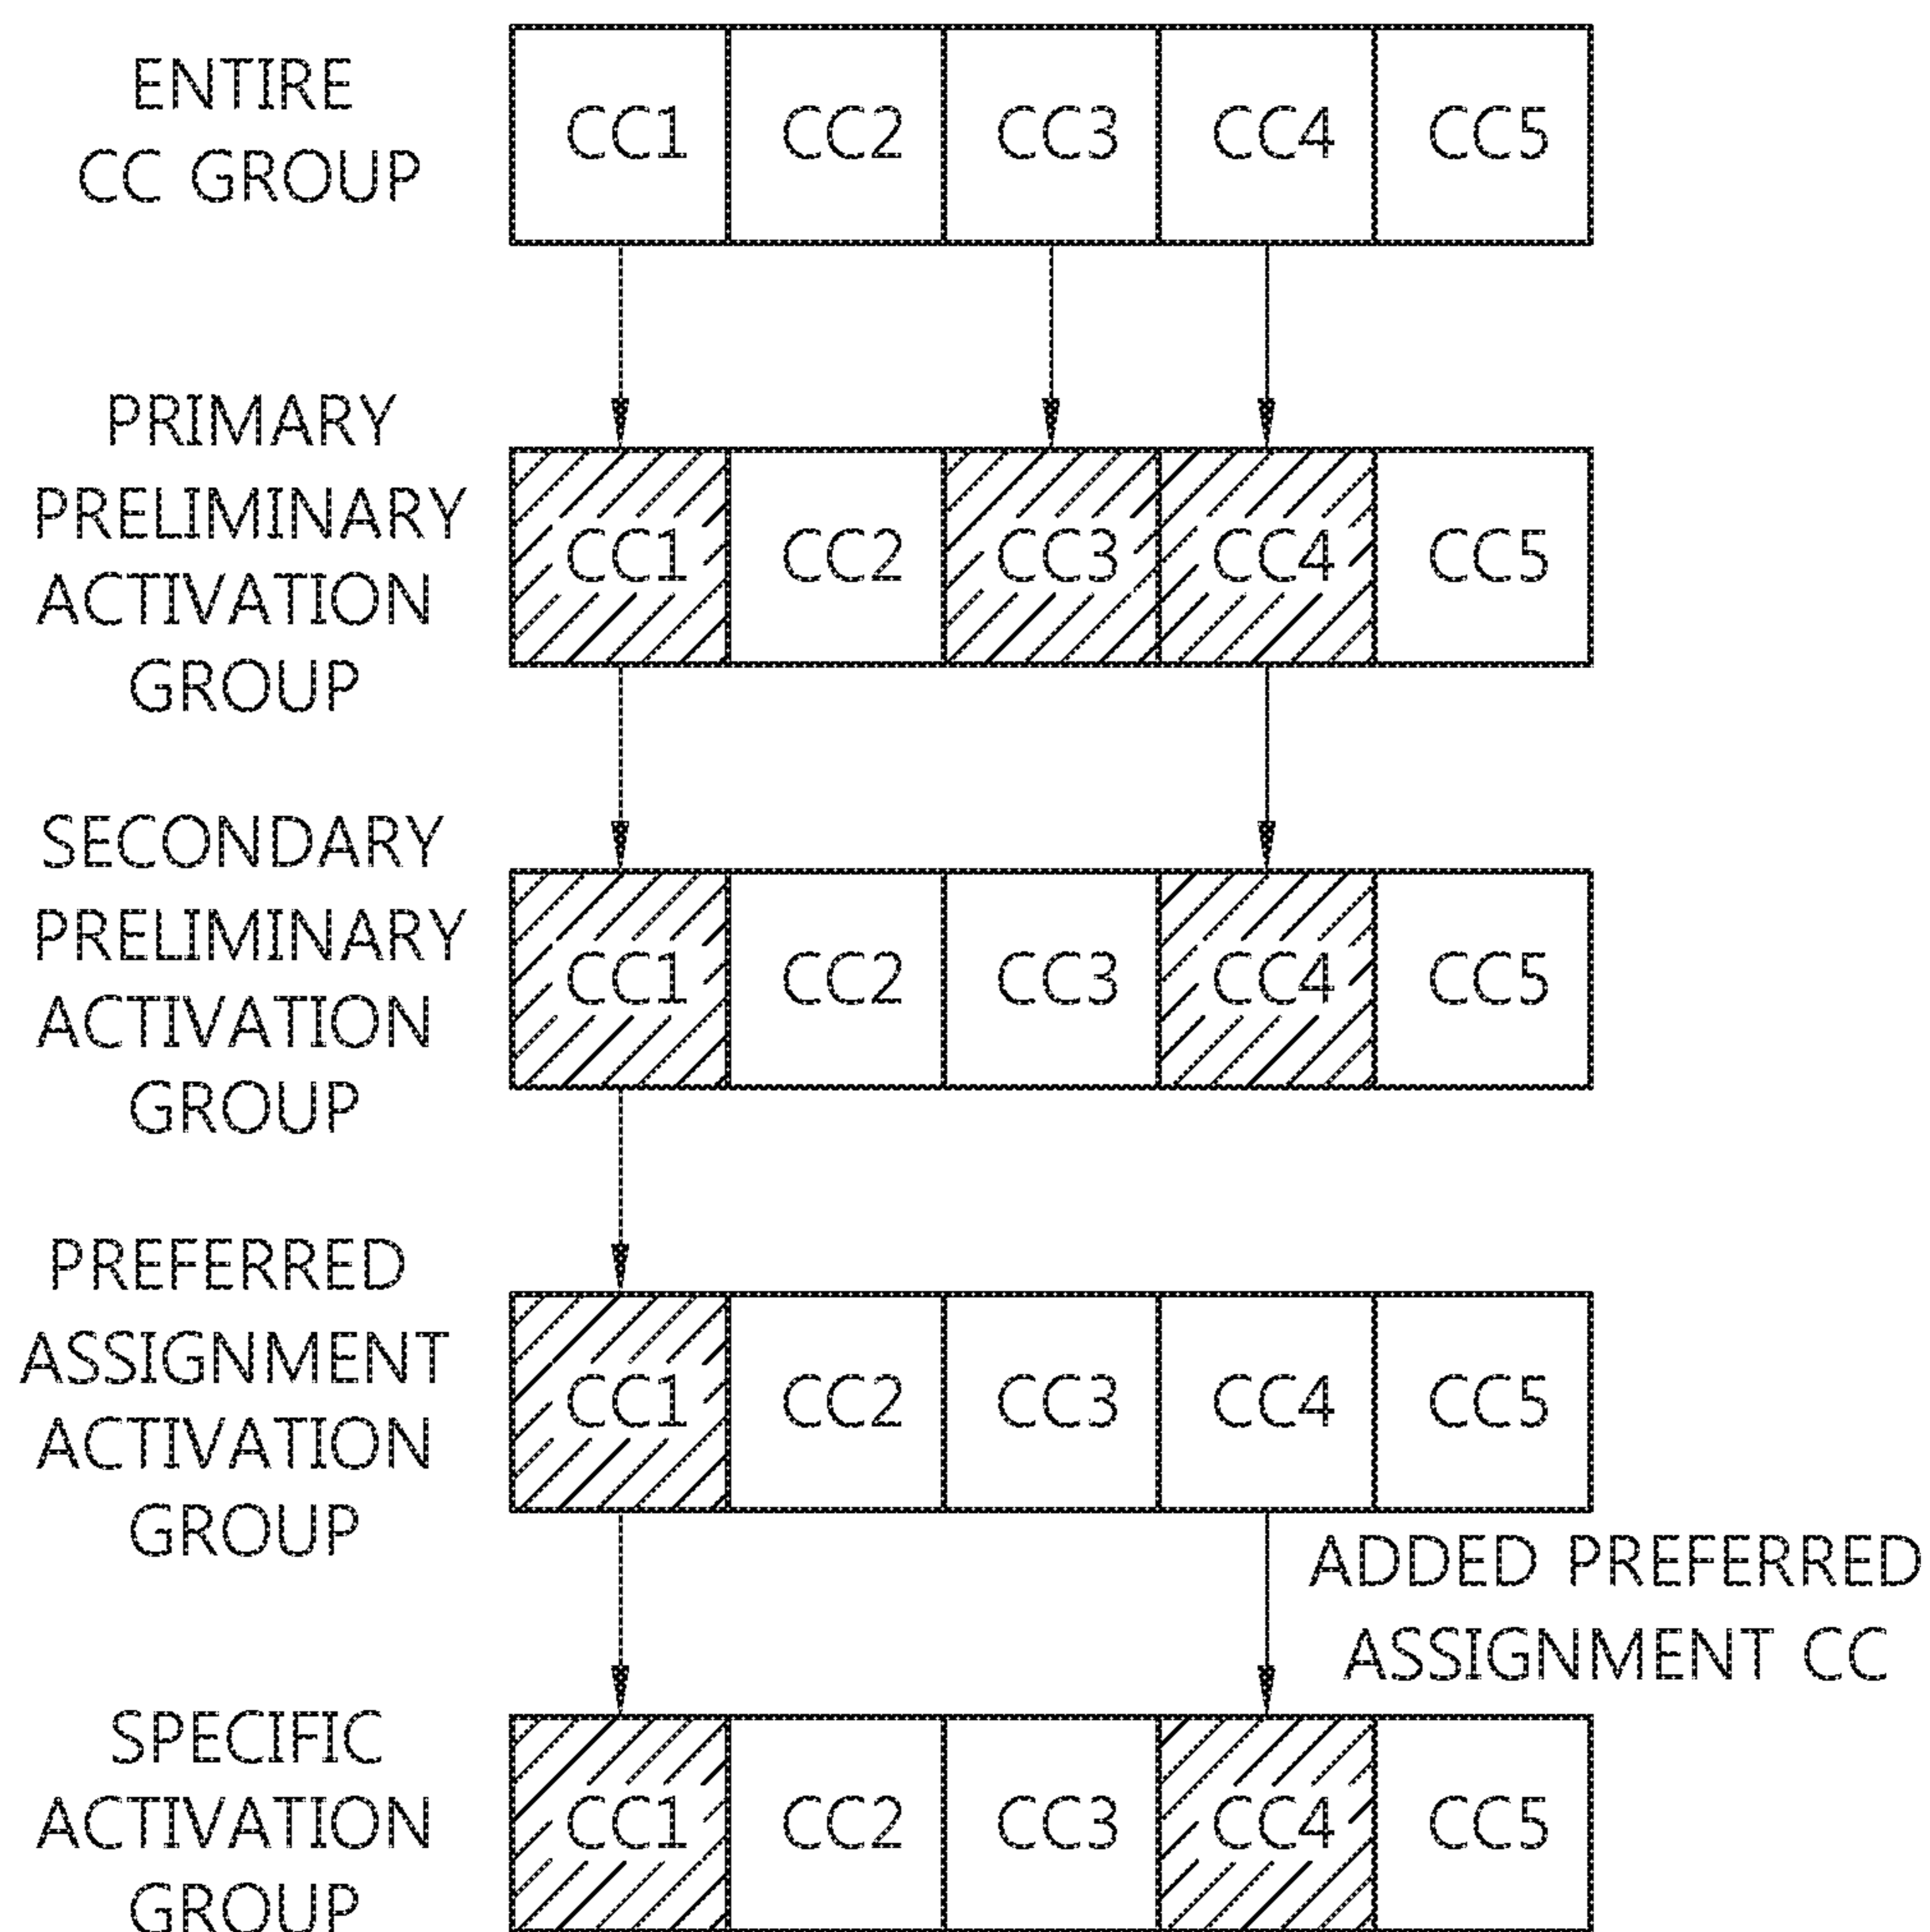 ENTIRE
CC GROUP
CC1 CC2 CC3 CC4 CC5
PRIMARY
PRELIMINARY
ACTIVATION
GROUP
CC1 CC2 CC3 CC4 CC5
SECONDARY
PRELIMINARY
ACTIVATION
GROUP
CC1 CC2 CC3 CC4 CC5
PREFERRED
ASSIGNMENT
ACTIVATION
GROUP
CC1 CC2 CC3 CC4 CC5
ADDED PREFERRED
ASSIGNMENT CC
SPECIFIC
ACTIVATION
GROUP
CC1 CC2 CC3 CC4 CC5